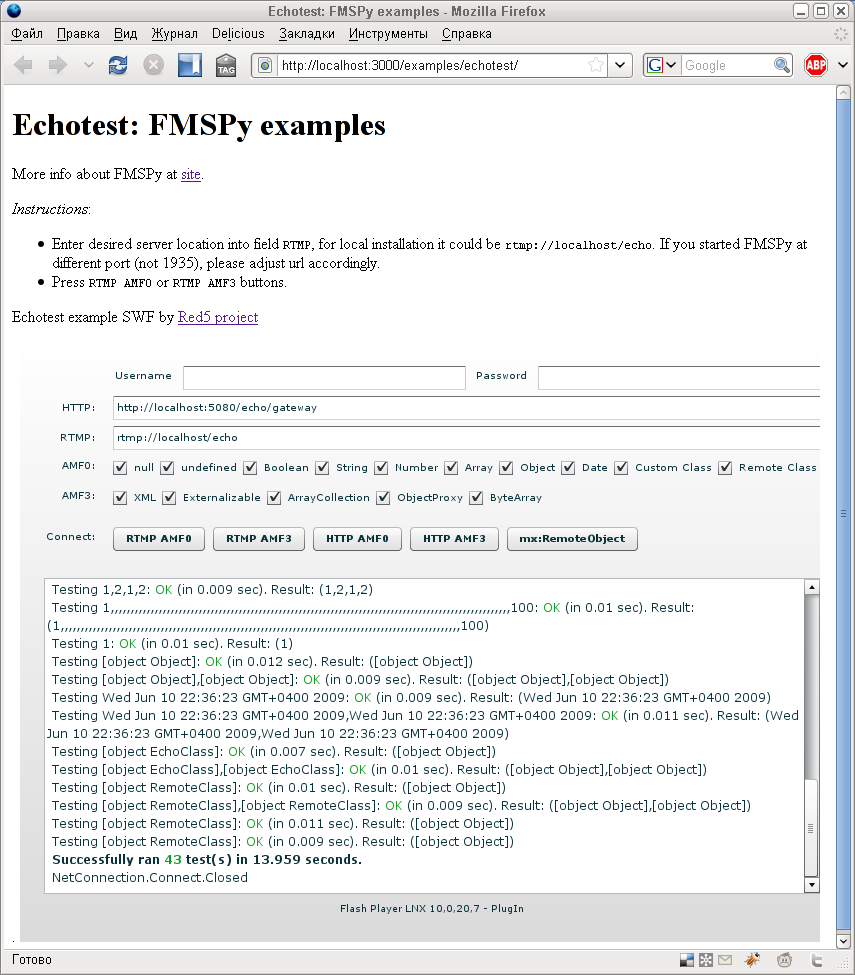 Echotest: FMSPy examples - Mozilla Firefox
Файл Правка Вид Журнал Delicious Закладки Инструменты Справка
TAG http://localhost:3000/examples/echotest/ G Google ABP
Echotest: FMSPy examples
More info about FMSPy at site.
Instructions:
Enter desired server location into field RTMP, for local installation it could be rtmp://localhost/echo. If you started FMSPy at
different port (not 1935), please adjust url accordingly.
Press RTMP AMF0 or RTMP AMF3 buttons.
Echotest example SWF by Red5 project
Username Password
HTTP: http://localhost:5080/echo/gateway
RTMP: rtmp://localhost/echo
AMF0: null undefined Boolean String Number Array Object Date Custom Class Remote Class
AMF3: XML Externalizable ArrayCollection ObjectProxy ByteArray
Connect: RTMP AMF0 RTMP AMF3 HTTP AMF0 HTTP AMF3 mx:RemoteObject
Testing 1,2,1,2: OK (in 0.009 sec). Result: (1,2,1,2)
Testing 1,,,,,,,,,,,,,,,,,,,,,,,,,,,,,,,,,,,,,,,,,,,,,,,,,,,,,,,,,,,,,,,,,,,,,,,,,,,,,,,,,,,,,,,,,,,,,,,,,,,100: OK (in 0.01 sec). Result:
(1,,,,,,,,,,,,,,,,,,,,,,,,,,,,,,,,,,,,,,,,,,,,,,,,,,,,,,,,,,,,,,,,,,,,,,,,,,,,,,,,,,,,,,,,,,,,,,,,,,,100)
Testing 1: OK (in 0.01 sec). Result: (1)
Testing [object Object]: OK (in 0.012 sec). Result: ([object Object])
Testing [object Object],[object Object]: OK (in 0.009 sec). Result: ([object Object],[object Object])
Testing Wed Jun 10 22:36:23 GMT+0400 2009: OK (in 0.009 sec). Result: (Wed Jun 10 22:36:23 GMT+0400 2009)
Testing Wed Jun 10 22:36:23 GMT+0400 2009,Wed Jun 10 22:36:23 GMT+0400 2009: OK (in 0.011 sec). Result: (Wed
Jun 10 22:36:23 GMT+0400 2009,Wed Jun 10 22:36:23 GMT+0400 2009)
Testing [object EchoClass]: OK (in 0.007 sec). Result: ([object Object])
Testing [object EchoClass],[object EchoClass]: OK (in 0.01 sec). Result: ([object Object],[object Object])
Testing [object RemoteClass]: OK (in 0.01 sec). Result: ([object Object])
Testing [object RemoteClass],[object RemoteClass]: OK (in 0.009 sec). Result: ([object Object],[object Object])
Testing [object RemoteClass]: OK (in 0.011 sec). Result: ([object Object])
Testing [object RemoteClass]: OK (in 0.009 sec). Result: ([object Object])
Successfully ran 43 test(s) in 13.959 seconds.
NetConnection.Connect.Closed
Flash Player LNX 10,0,20,7 - PlugIn
.
Готово